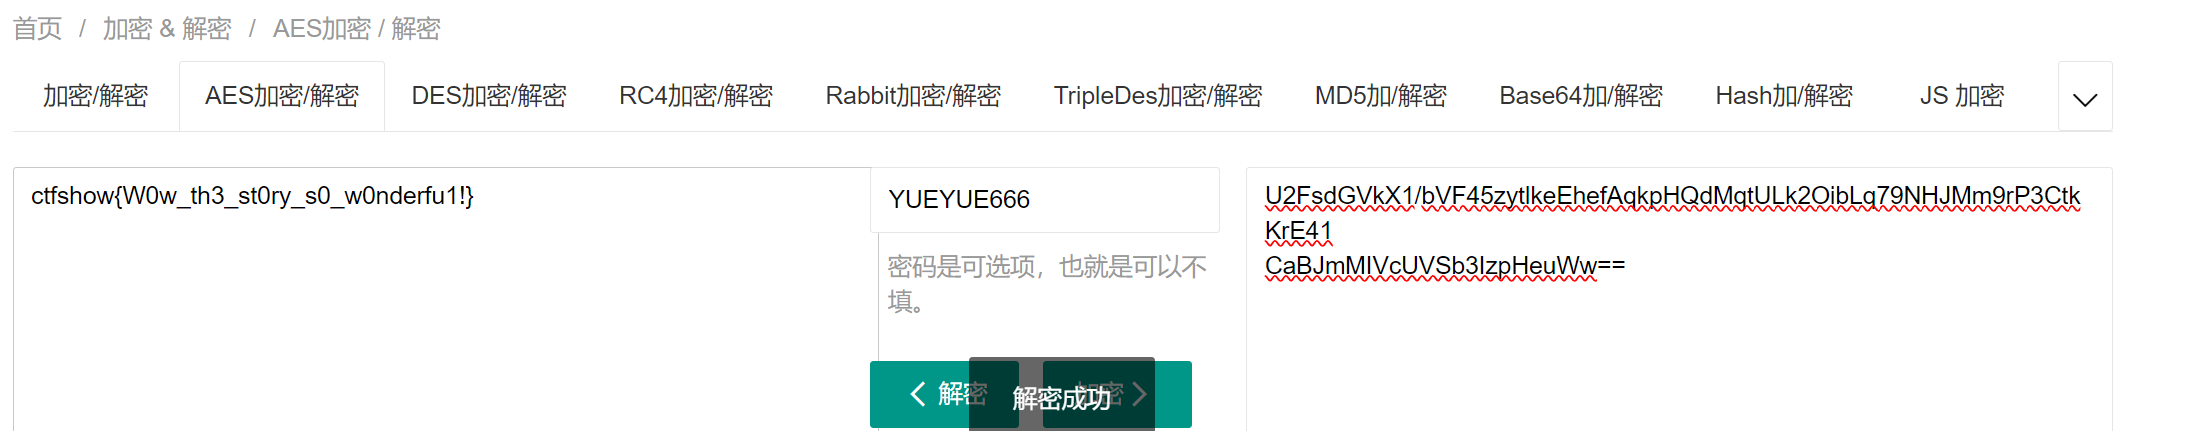 首页 / 加密 & 解密 / AES加密 / 解密
加密/解密 AES加密/解密 DES加密/解密 RC4加密/解密 Rabbit加密/解密 TripleDes加密/解密 MD5加/解密 Base64加/解密 Hash加/解密 JS 加密
ctfshow{W0w_th3_st0ry_s0_w0nderfu1!}
YUEYUE666
密码是可选项，也就是可以不
填。
解密 加密
解密成功
U2FsdGVkX1/bVF45zytlkeEhefAqkpHQdMqtULk2OibLq79NHJMm9rP3Ctk
KrE41
CaBJmMIVcUVSb3IzpHeuWw==